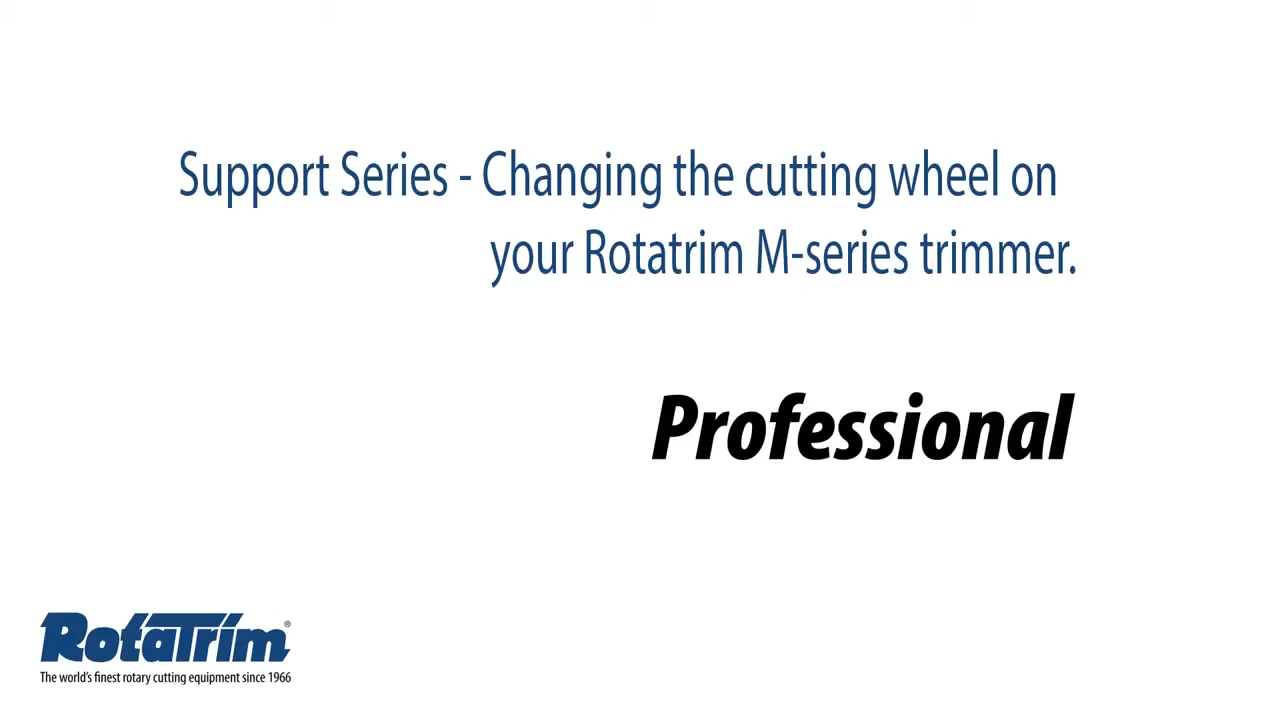 Support Series - Changing the cutting wheel on
your Rotatrim M-series trimmer.
Professional
RotaTrim®
The world's finest rotary cutting equipment since 1966